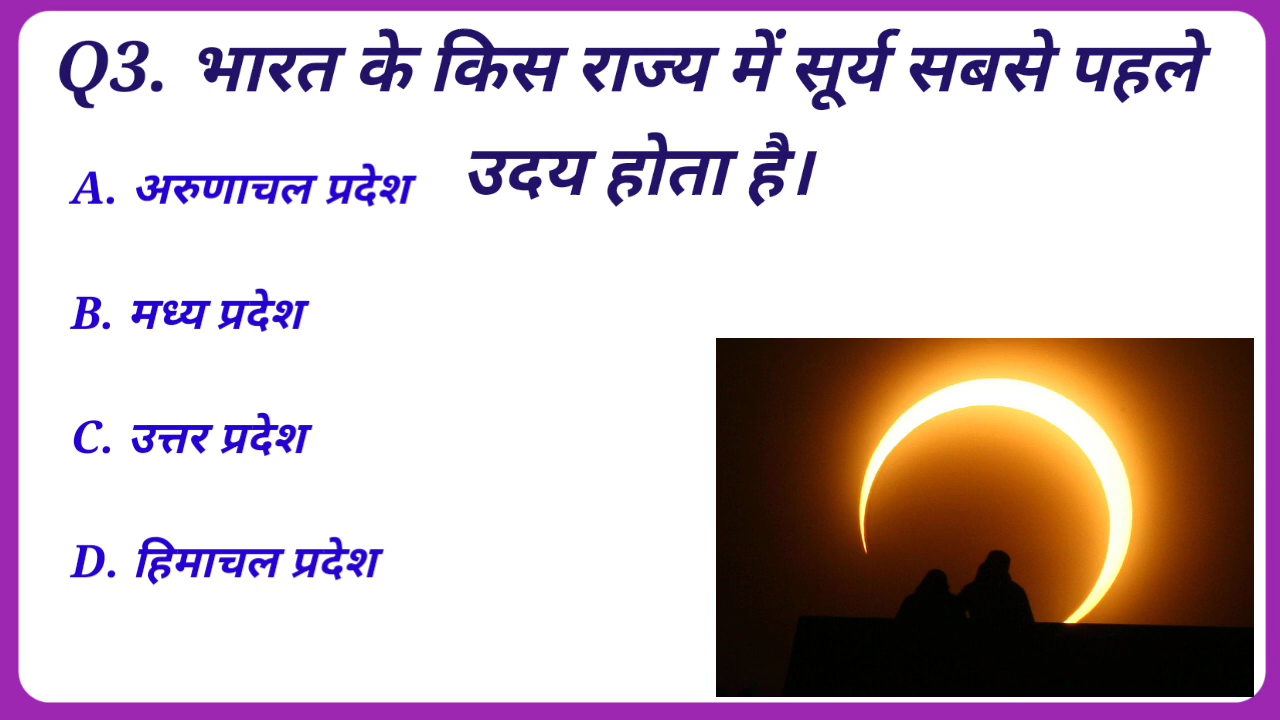 Q3. भारत के किस राज्य में सूर्य सबसे पहले
उदय होता है।
A. अरुणाचल प्रदेश
B. मध्य प्रदेश
C. उत्तर प्रदेश
D. हिमाचल प्रदेश